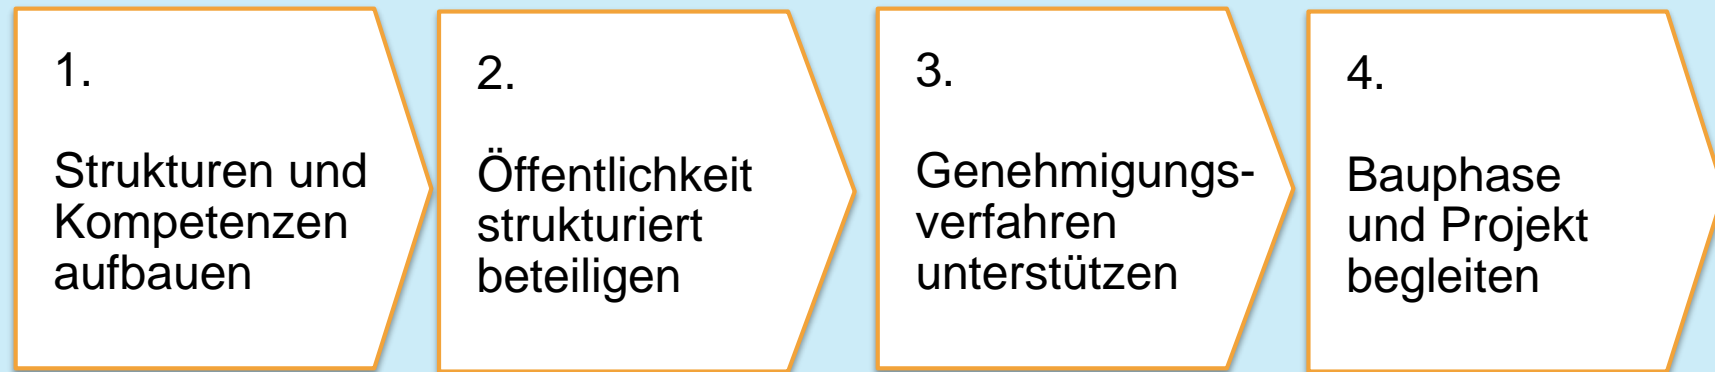 1.
Strukturen und
Kompetenzen
aufbauen
2.
Öffentlichkeit
strukturiert
beteiligen
3.
Genehmigungs-
verfahren
unterstützen
4.
Bauphase
und Projekt
begleiten